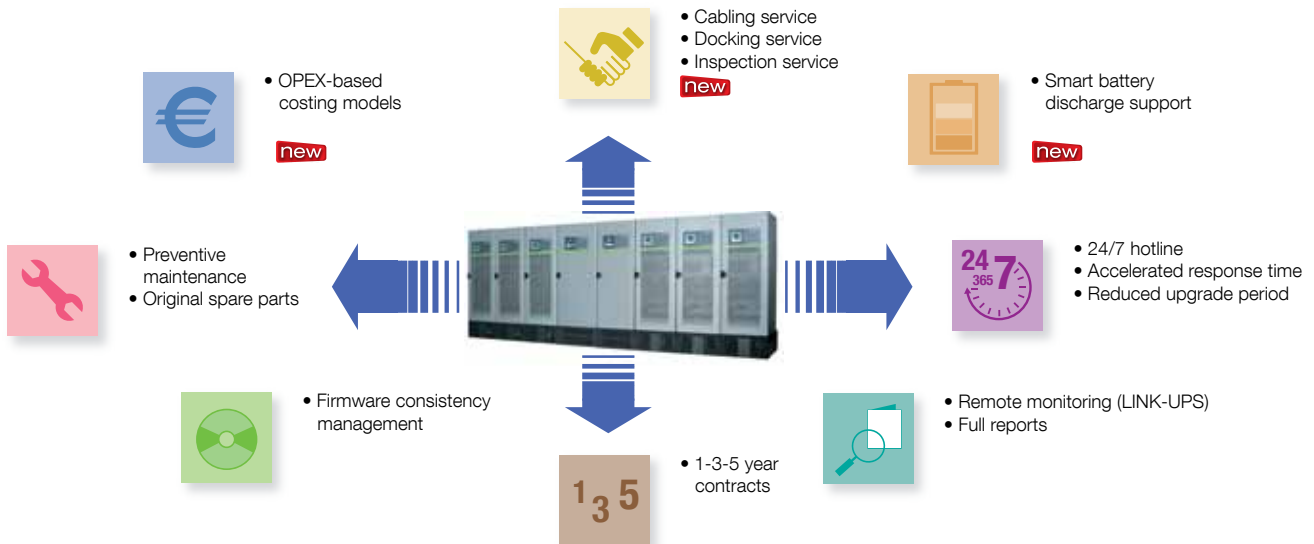 • Cabling service
• Docking service
• Inspection service
new
• OPEX-based
costing models
new
€
• Smart battery
discharge support
new
• Preventive
maintenance
• Original spare parts
24
365
7
• 24/7 hotline
• Accelerated response time
• Reduced upgrade period
• Firmware consistency
management
• Remote monitoring (LINK-UPS)
• Full reports
1 3 5
• 1-3-5 year
contracts